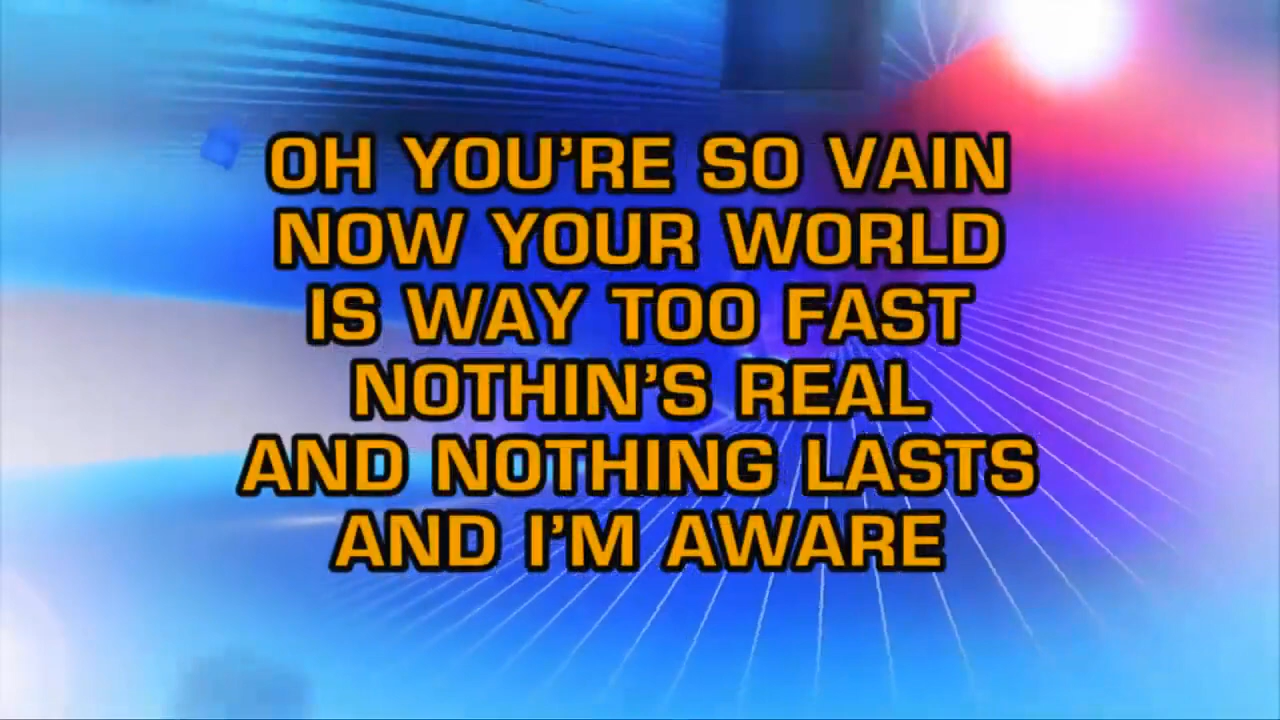 OH YOU'RE SO VAIN
NOW YOUR WORLD
IS WAY TOO FAST
NOTHIN'S REAL
AND NOTHING LASTS
AND I'M AWARE